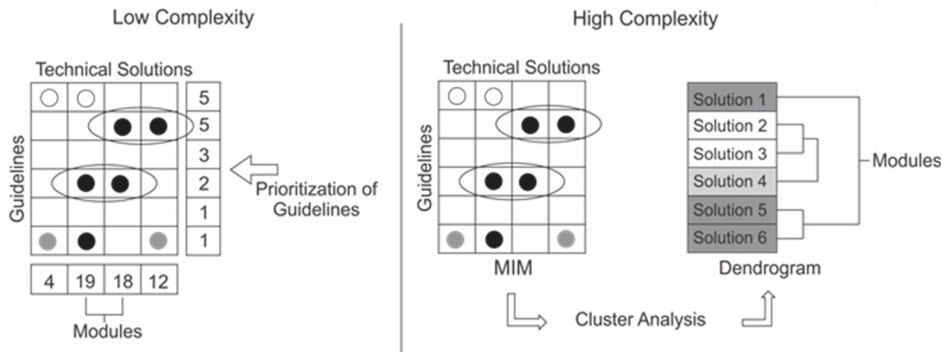 Low Complexity
Technical Solutions
Guidelines
5
5
3
2
1
1
4 19 18 12
Modules
Prioritization of
Guidelines
High Complexity
Technical Solutions
Guidelines
MIM
Cluster Analysis
Solution 1
Solution 2
Solution 3
Solution 4
Solution 5
Solution 6
Modules
Dendrogram